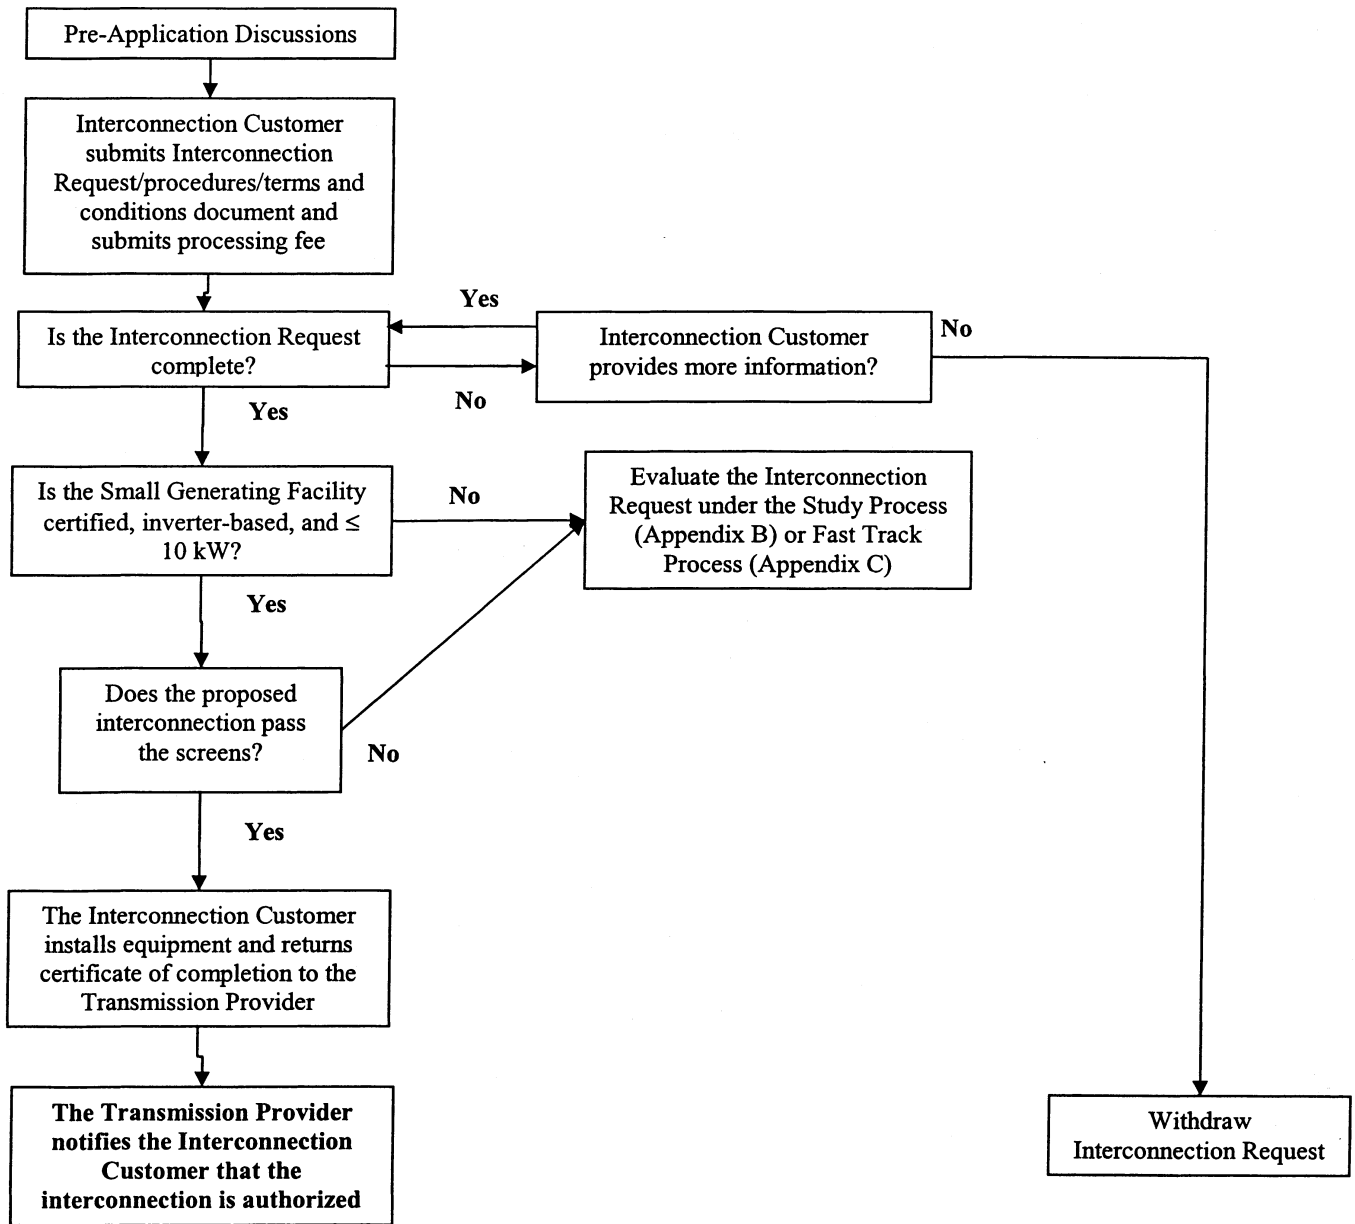 Pre-Application Discussions
Interconnection Customer
submits Interconnection
Request/procedures/terms and
conditions document and
submits processing fee
Yes
Is the Interconnection Request
complete?
Interconnection Customer
provides more information?
No
Yes
No
Is the Small Generating Facility
certified, inverter-based, and ≤
10 kW?
No
Evaluate the Interconnection
Request under the Study Process
(Appendix B) or Fast Track
Process (Appendix C)
Yes
Does the proposed
interconnection pass
the screens?
No
Yes
The Interconnection Customer
installs equipment and returns
certificate of completion to the
Transmission Provider
The Transmission Provider
notifies the Interconnection
Customer that the
interconnection is authorized
Withdraw
Interconnection Request